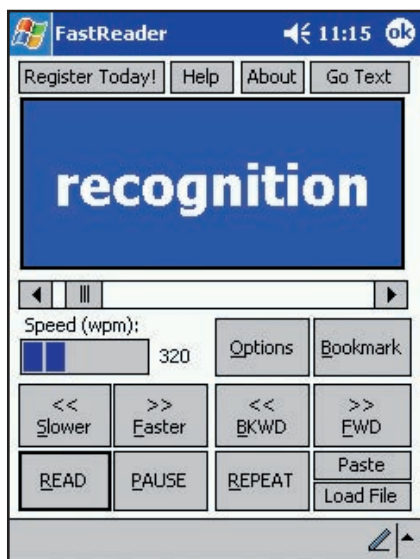 FastReader 11:15 ok
Register Today! Help About Go Text
recognition
Speed (wpm):
320
Options Bookmark
<< Slower >> Faster << BKWD >> FWD
READ PAUSE REPEAT Paste
Load File